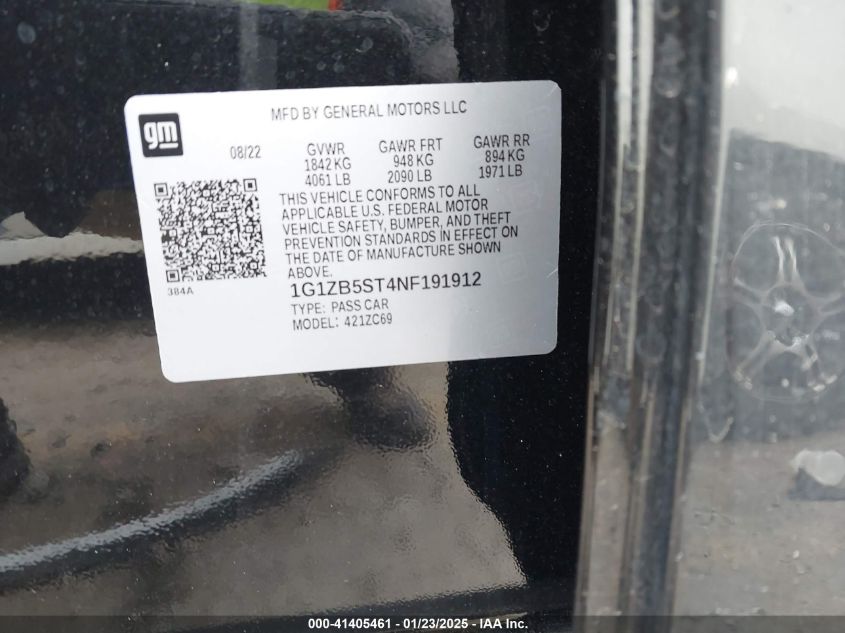 MFD BY GENERAL MOTORS LLC
gm
08/22
GVWR GAWR FRT GAWR RR
1842 KG 948 KG 894 KG
4061 LB 2090 LB 1971 LB
THIS VEHICLE CONFORMS TO ALL
APPLICABLE U.S. FEDERAL MOTOR
VEHICLE SAFETY, BUMPER, AND THEFT
PREVENTION STANDARDS IN EFFECT ON
THE DATE OF MANUFACTURE SHOWN
ABOVE.
384A
1G1ZB5ST4NF191912
TYPE: PASS CAR
MODEL: 421ZC69
000-41405461 - 01/23/2025 - IAA Inc.